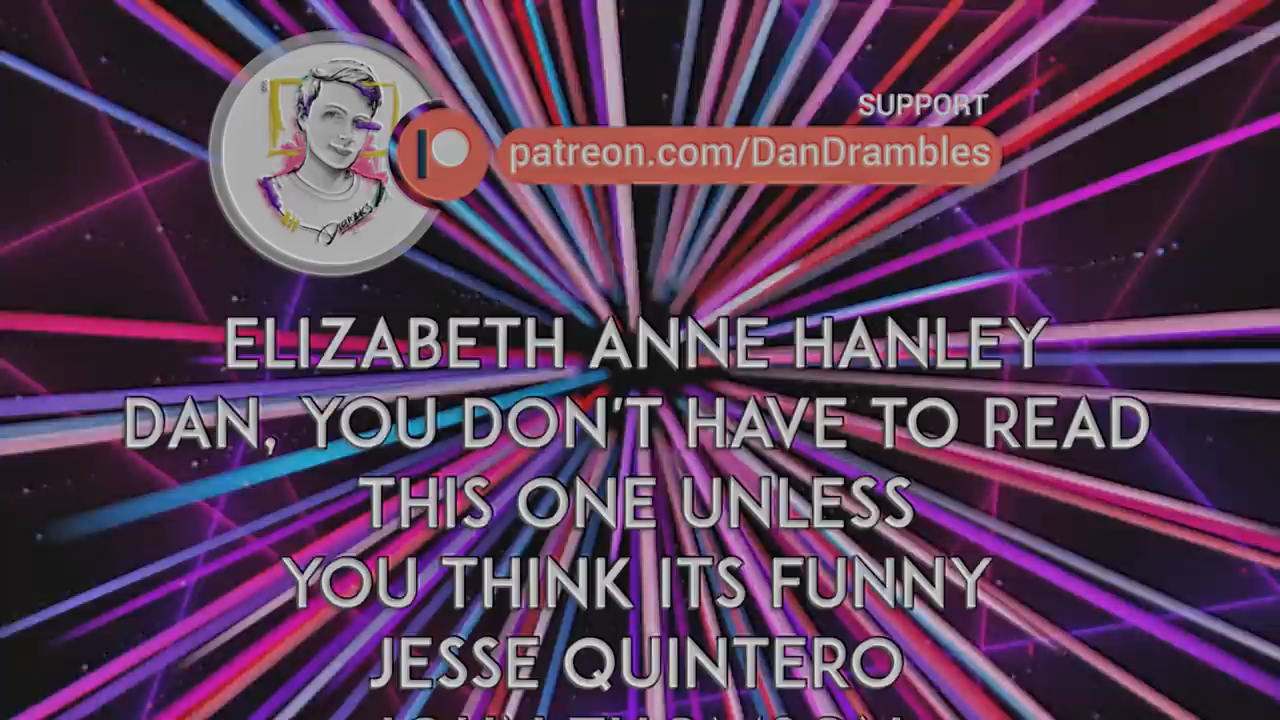 SUPPORT
patreon.com/DanDrambles
ELIZABETH ANNE HANLEY
DAN, YOU DON'T HAVE TO READ
THIS ONE UNLESS
YOU THINK ITS FUNNY
JESSE QUINTERO